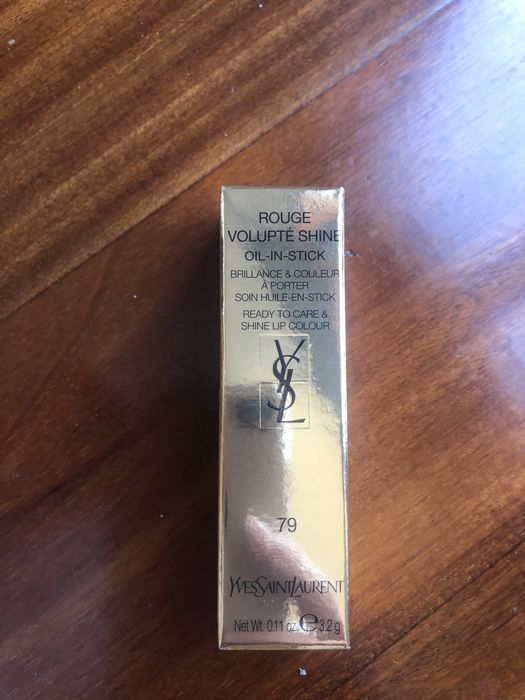 ROUGE
VOLUPTÉ SHINE
OIL-IN-STICK
BRILLANCE & COULEUR
À PORTER
SOIN HUILE-EN-STICK
READY TO CARE &
SHINE LIP COLOUR
YSL
79
YVESSAINTLAURENT
Net Wt. 0.11 oz. ℮ 3.2 g